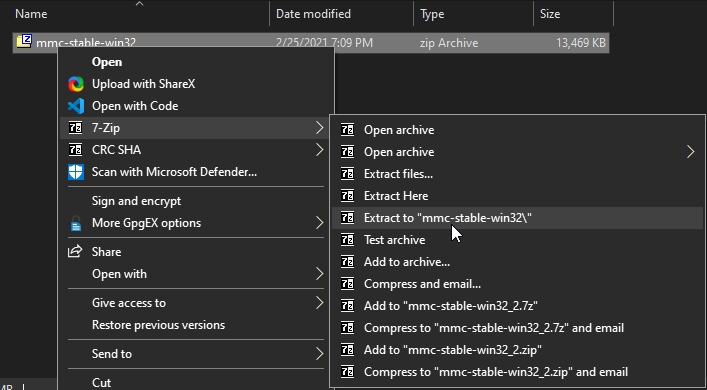 Name Date modified Type Size
mmc-stable-win32 2/25/2021 7:09 PM zip Archive 13,469 KB
Open
Upload with ShareX
Open with Code
7-Zip
CRC SHA
Scan with Microsoft Defender...
Sign and encrypt
More GpgEX options
Share
Open with
Give access to
Restore previous versions
Send to
Cut
Open archive
Open archive
Extract files...
Extract Here
Extract to "mmc-stable-win32\"
Test archive
Add to archive...
Compress and email...
Add to "mmc-stable-win32_2.7z"
Compress to "mmc-stable-win32_2.7z" and email
Add to "mmc-stable-win32_2.zip"
Compress to "mmc-stable-win32_2.zip" and email